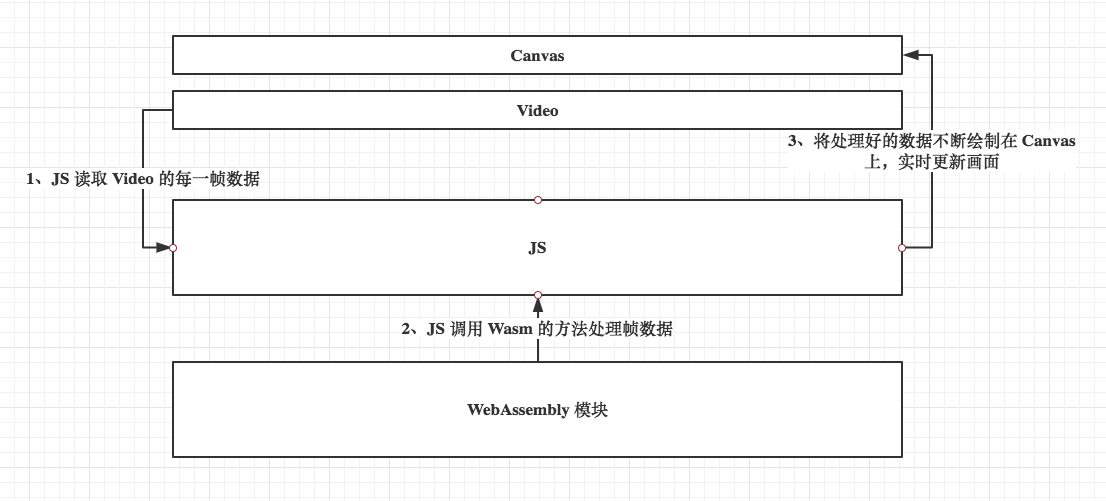 Canvas
Video
3、将处理好的数据不断绘制在 Canvas
上，实时更新画面
1、JS 读取 Video 的每一帧数据
JS
2、JS 调用 Wasm 的方法处理帧数据
WebAssembly 模块